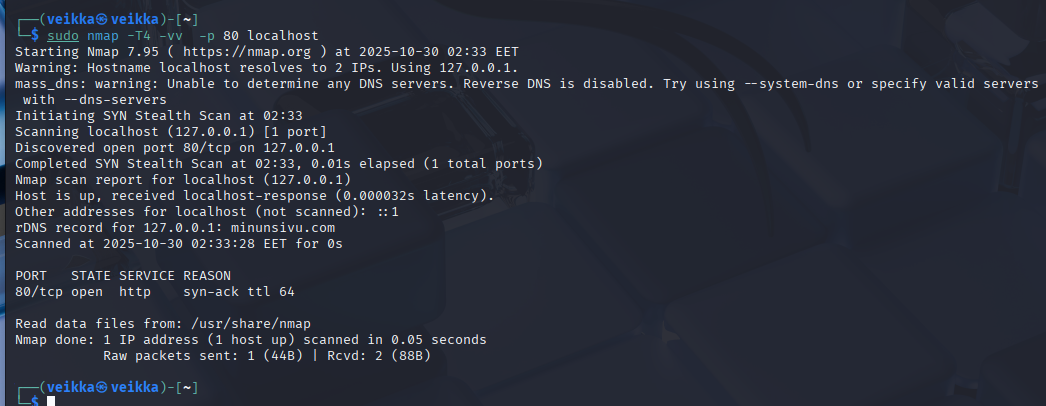 ┌──(veikka㉿veikka)-[~]
└─$ sudo nmap -T4 -vv  -p 80 localhost
Starting Nmap 7.95 ( https://nmap.org ) at 2025-10-30 02:33 EET
Warning: Hostname localhost resolves to 2 IPs. Using 127.0.0.1.
mass_dns: warning: Unable to determine any DNS servers. Reverse DNS is disabled. Try using --system-dns or specify valid servers
 with --dns-servers
Initiating SYN Stealth Scan at 02:33
Scanning localhost (127.0.0.1) [1 port]
Discovered open port 80/tcp on 127.0.0.1
Completed SYN Stealth Scan at 02:33, 0.01s elapsed (1 total ports)
Nmap scan report for localhost (127.0.0.1)
Host is up, received localhost-response (0.000032s latency).
Other addresses for localhost (not scanned): ::1
rDNS record for 127.0.0.1: minunsivu.com
Scanned at 2025-10-30 02:33:28 EET for 0s

PORT   STATE SERVICE REASON
80/tcp open  http    syn-ack ttl 64

Read data files from: /usr/share/nmap
Nmap done: 1 IP address (1 host up) scanned in 0.05 seconds
           Raw packets sent: 1 (44B) | Rcvd: 2 (88B)

┌──(veikka㉿veikka)-[~]
└─$